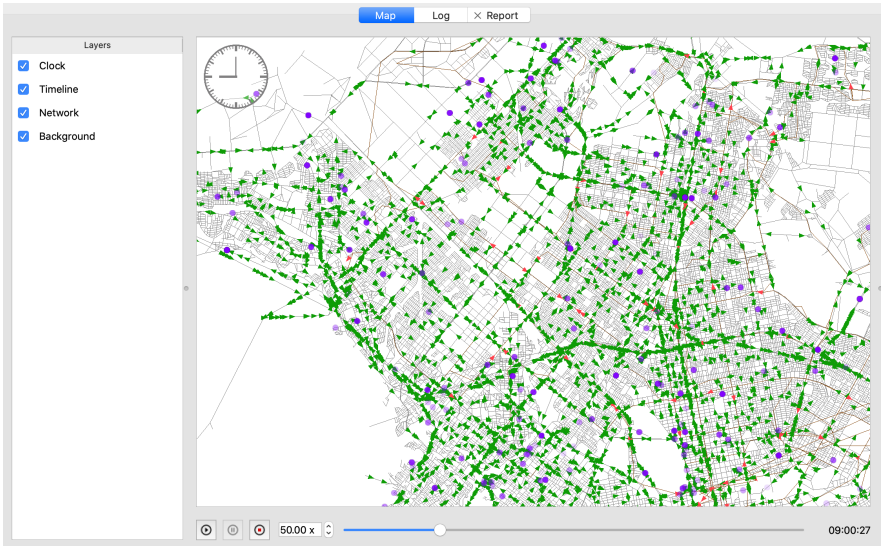 Map Log × Report
Layers
Clock
Timeline
Network
Background
50.00 x
09:00:27